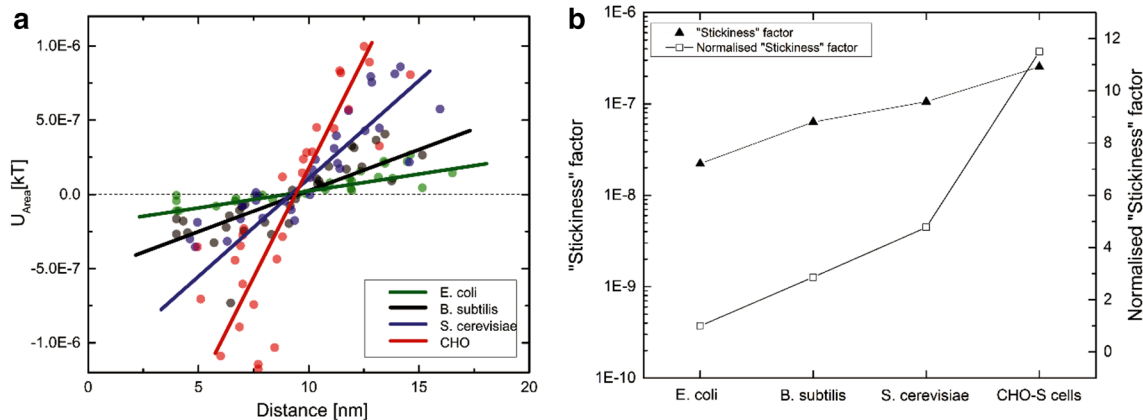 a
1.0E-6
5.0E-7
0.0
-5.0E-7
-1.0E-6
U_Area[kT]
E. coli
B. subtilis
S. cerevisiae
CHO
0 5 10 15 20
Distance [nm]
b
1E-6
1E-7
1E-8
1E-9
1E-10
"Stickiness" factor
"Stickiness" factor
Normalised "Stickiness" factor
13
12
10
8
6
4
2
0
Normalised "Stickiness" factor
E. coli B. subtilis S. cerevisiae CHO-S cells